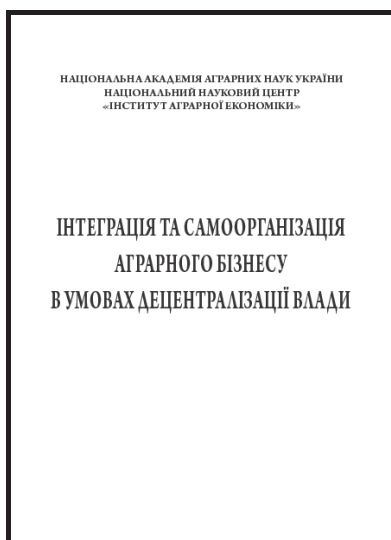 НАЦІОНАЛЬНА АКАДЕМІЯ АГРАРНИХ НАУК УКРАЇНИ
НАЦІОНАЛЬНИЙ НАУКОВИЙ ЦЕНТР
«ІНСТИТУТ АГРАРНОЇ ЕКОНОМІКИ»
ІНТЕГРАЦІЯ ТА САМООРГАНІЗАЦІЯ
АГРАРНОГО БІЗНЕСУ
В УМОВАХ ДЕЦЕНТРАЛІЗАЦІЇ ВЛАДИ